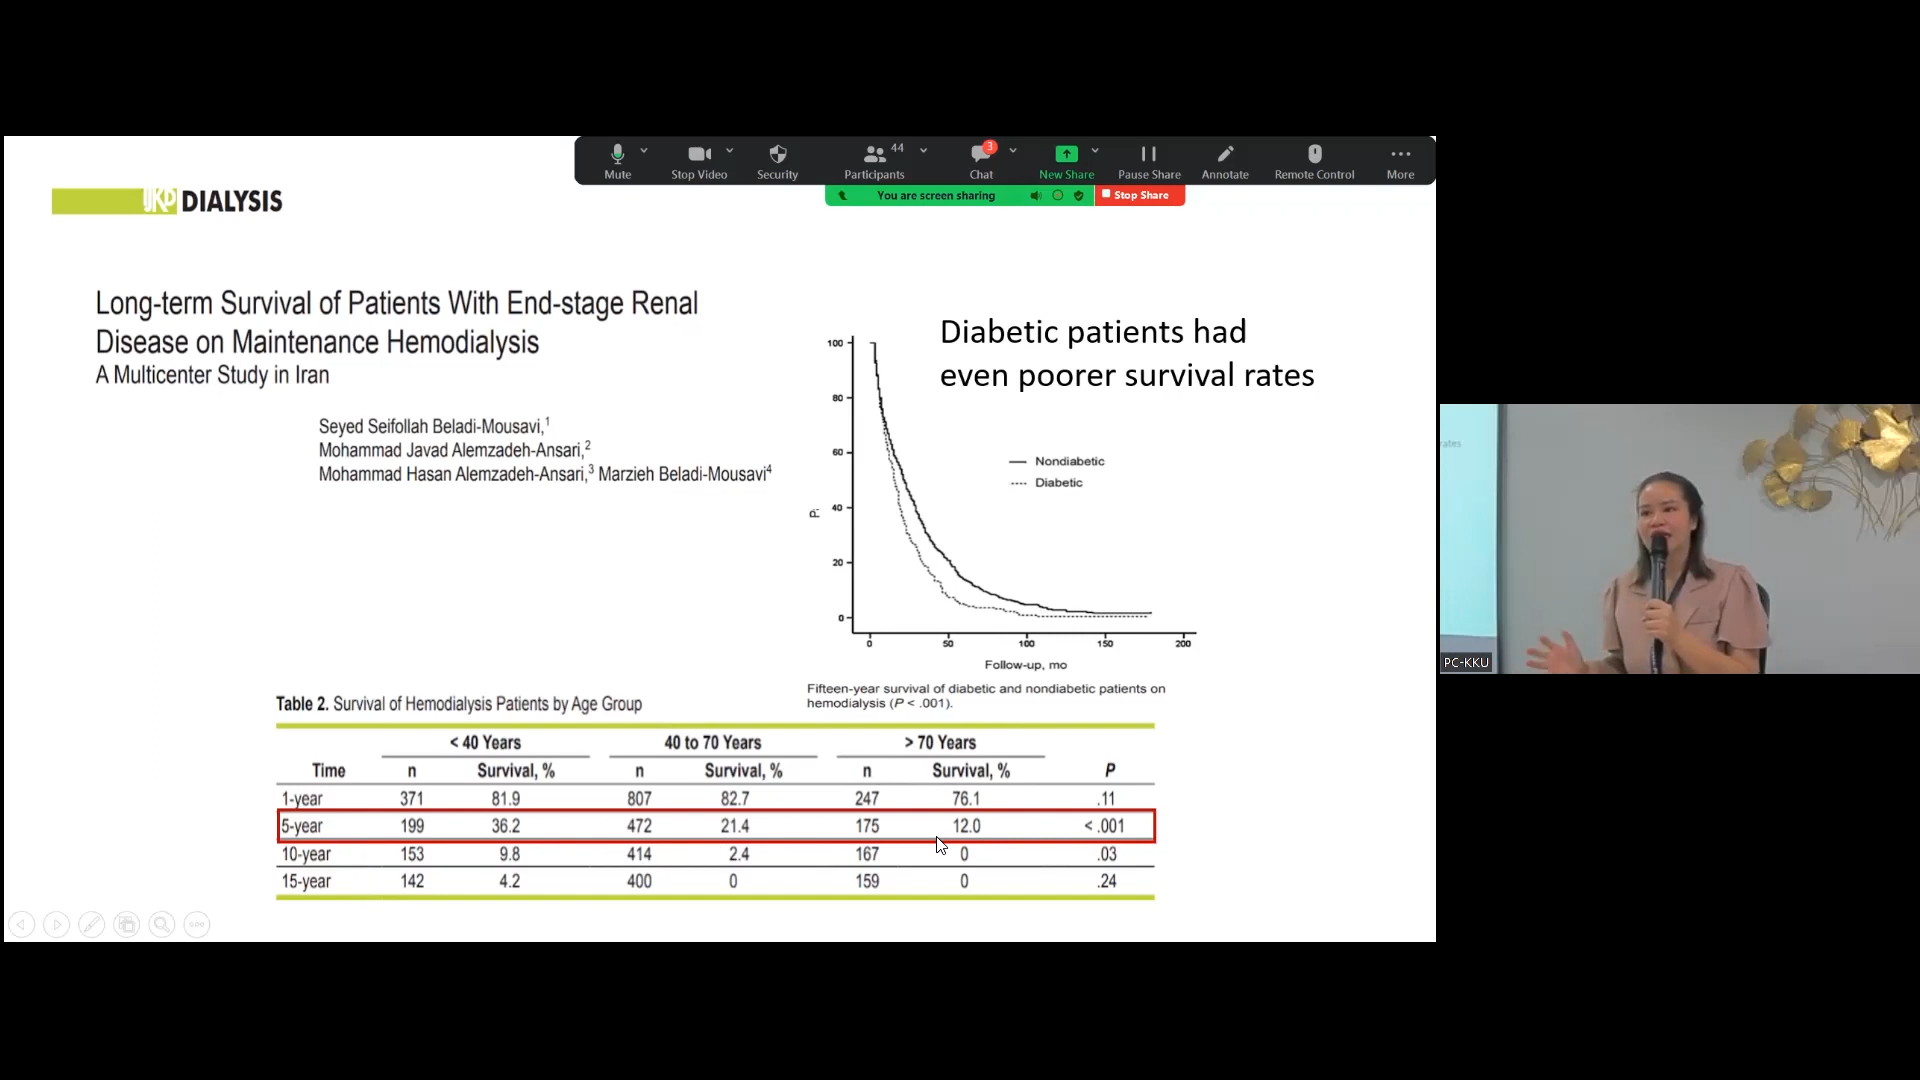 44
3
Mute
Stop Video
Security
Participants
Chat
New Share
Pause Share
Annotate
Remote Control
More
You are screen sharing
Stop Share
IJKD DIALYSIS
Long-term Survival of Patients With End-stage Renal
Disease on Maintenance Hemodialysis
A Multicenter Study in Iran
Seyed Seifollah Beladi-Mousavi,1
Mohammad Javad Alemzadeh-Ansari,2
Mohammad Hasan Alemzadeh-Ansari,3 Marzieh Beladi-Mousavi4
Diabetic patients had
even poorer survival rates
100
80
60
40
20
0
Nondiabetic
Diabetic
0 50 100 150 200
Follow-up, mo
Fifteen-year survival of diabetic and nondiabetic patients on
hemodialysis (P < .001).
Table 2. Survival of Hemodialysis Patients by Age Group
< 40 Years 40 to 70 Years > 70 Years
Time n Survival, % n Survival, % n Survival, % P
1-year 371 81.9 807 82.7 247 76.1 .11
5-year 199 36.2 472 21.4 175 12.0 < .001
10-year 153 9.8 414 2.4 167 0 .03
15-year 142 4.2 400 0 159 0 .24
rates
PC-KKU